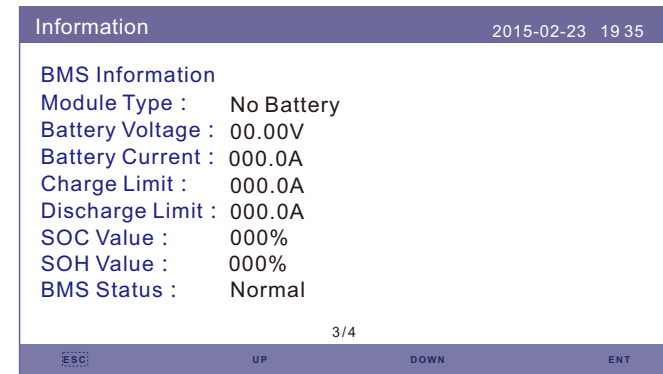 Information 2015-02-23 19 35
BMS Information
Module Type : No Battery
Battery Voltage : 00.00V
Battery Current : 000.0A
Charge Limit : 000.0A
Discharge Limit : 000.0A
SOC Value : 000%
SOH Value : 000%
BMS Status : Normal
3/4
ESC UP DOWN ENT